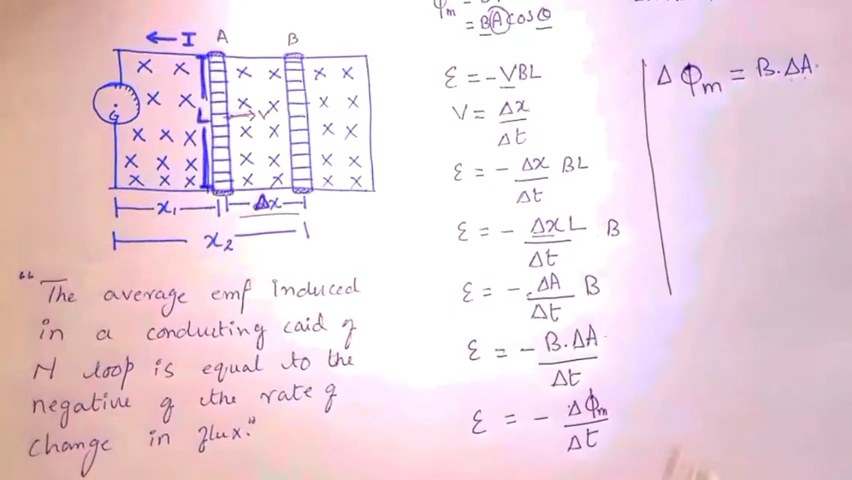 φm = B
= BA cos θ
← I A B
G L V
x₁ Δx
x₂
"The average emf induced
in a conducting caid of
N loop is equal to the
negative of the rate of
change in flux."
ε = -VBL
V = Δx/Δt
ε = - Δx/Δt BL
ε = - ΔxL/Δt B
ε = - ΔA/Δt B
ε = - B.ΔA/Δt
ε = - Δφm/Δt
Δφm = B.ΔA.